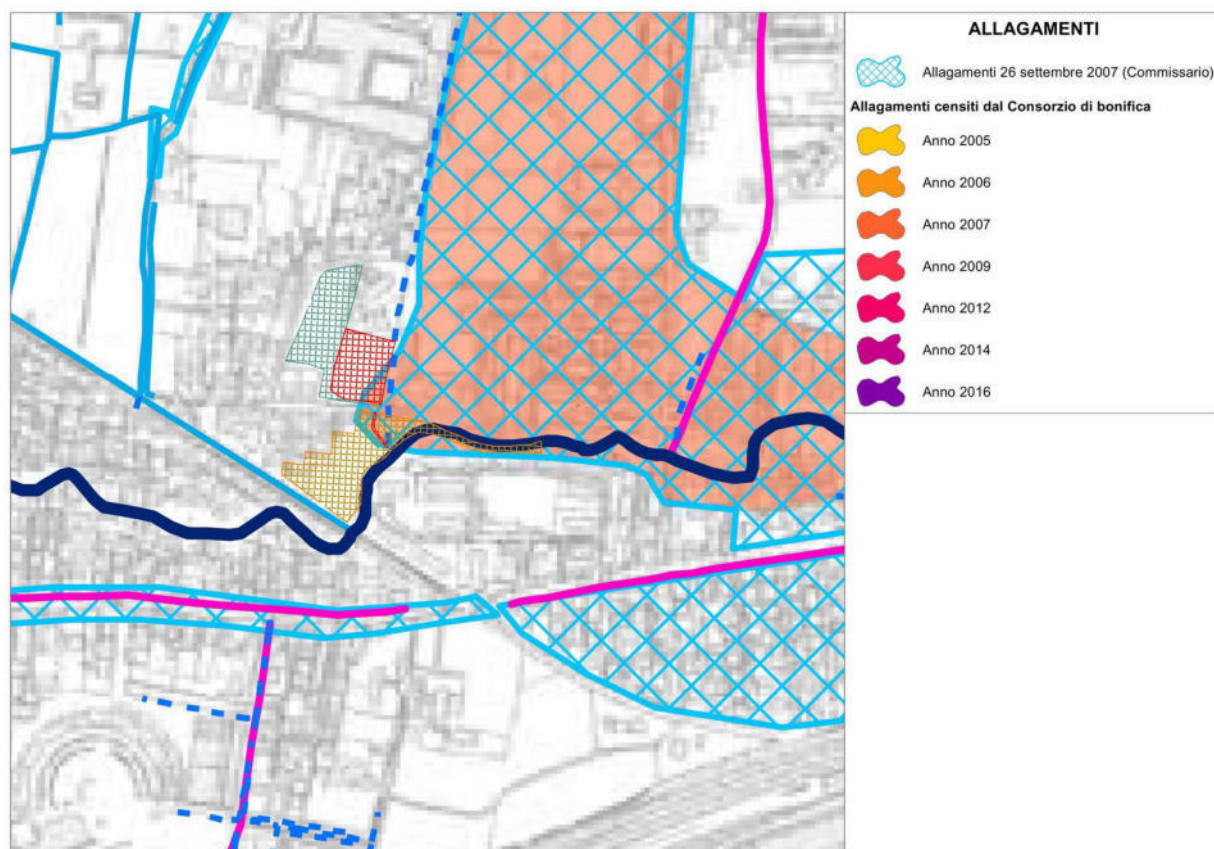 ALLAGAMENTI
Allagamenti 26 settembre 2007 (Commissario)
Allagamenti censiti dal Consorzio di bonifica
Anno 2005
Anno 2006
Anno 2007
Anno 2009
Anno 2012
Anno 2014
Anno 2016